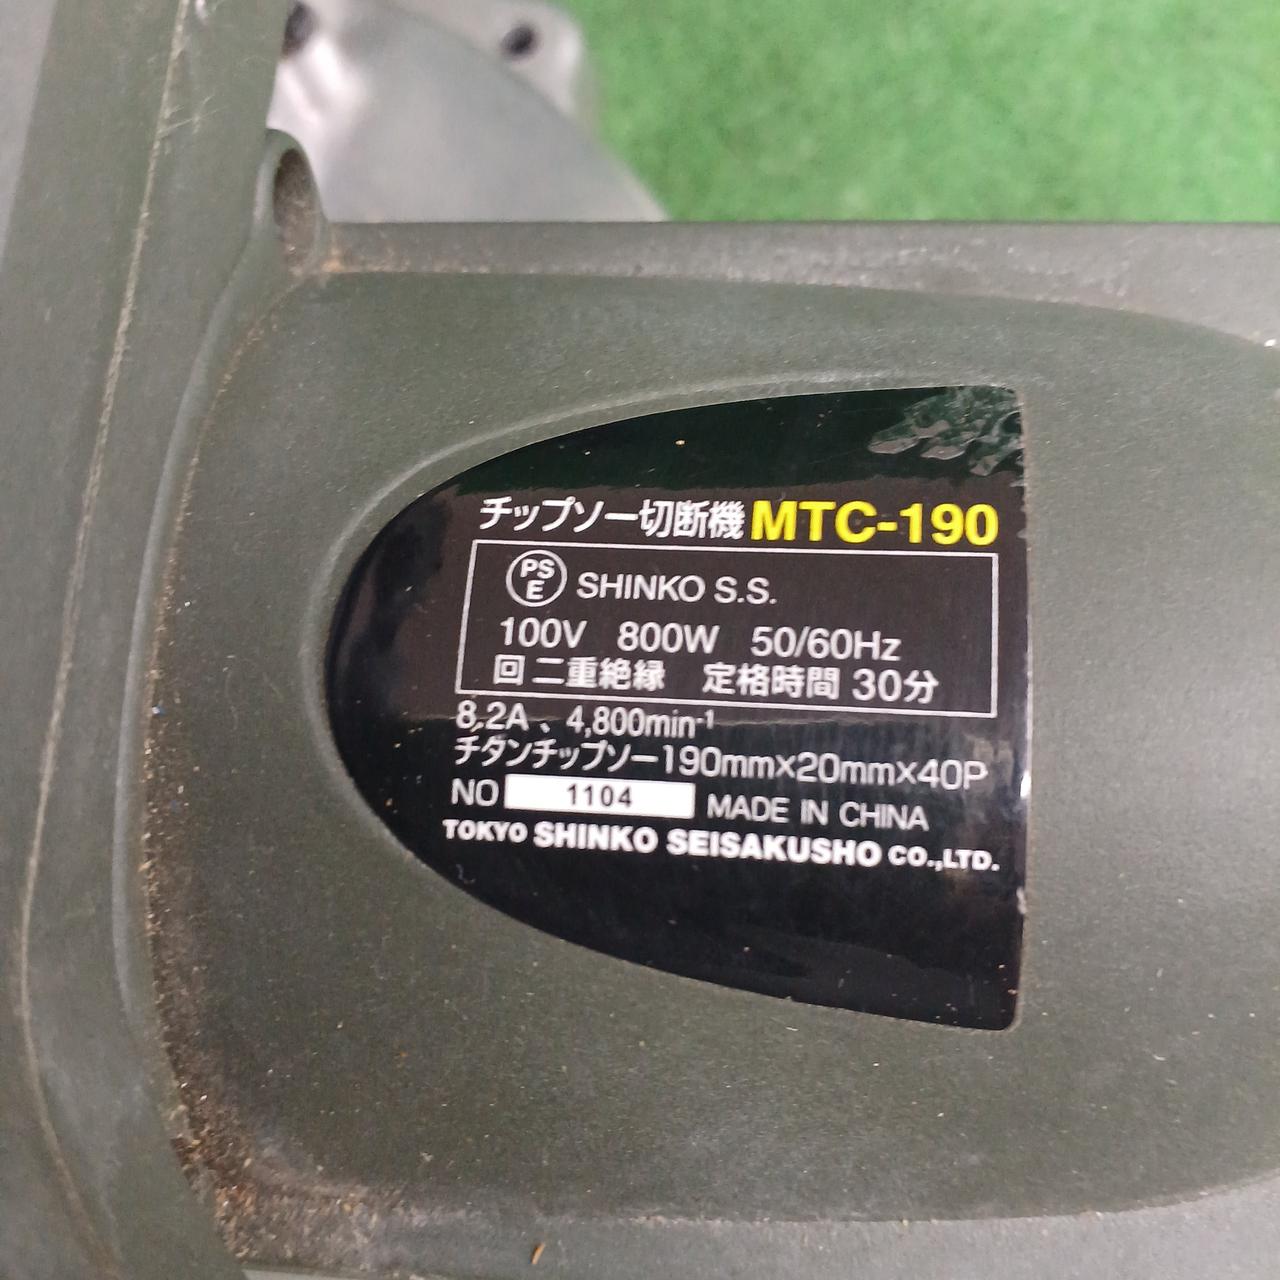 チップソー切断機 MTC-190
PS E SHINKO S.S.
100V 800W 50/60Hz
回 二重絶縁 定格時間 30分
8.2A、4,800min⁻¹
チタンチップソー190mm×20mm×40P
NO 1104 MADE IN CHINA
TOKYO SHINKO SEISAKUSHO CO.,LTD.